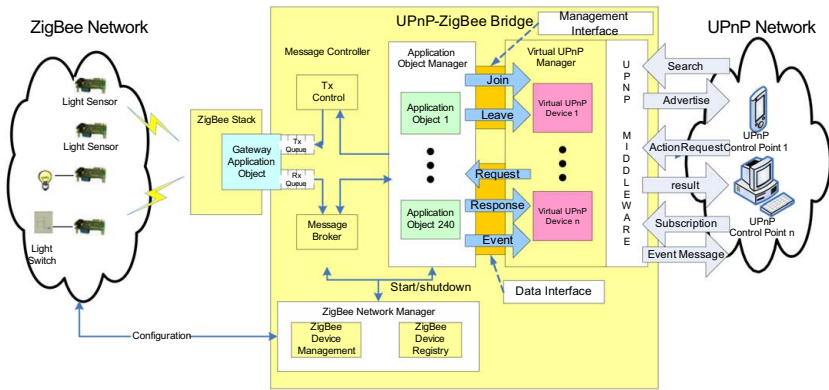 ZigBee Network
UPnP-ZigBee Bridge
UPnP Network
Management
Interface
Message Controller
Application
Object Manager
Virtual UPnP
Manager
Light Sensor
Light Sensor
Light
Switch
ZigBee Stack
Gateway
Application
Object
Tx
Queue
Rx
Queue
Tx
Control
Message
Broker
Application
Object 1
Application
Object 240
Join
Leave
Request
Response
Event
Virtual UPnP
Device 1
Virtual UPnP
Device n
UPNP MIDDLEWARE
Search
Advertise
ActionRequest
result
Subscription
Event Message
UPnP
Control Point 1
UPnP
Control Point n
Start/shutdown
Data Interface
Configuration
ZigBee Network Manager
ZigBee
Device
Management
ZigBee
Device
Registry